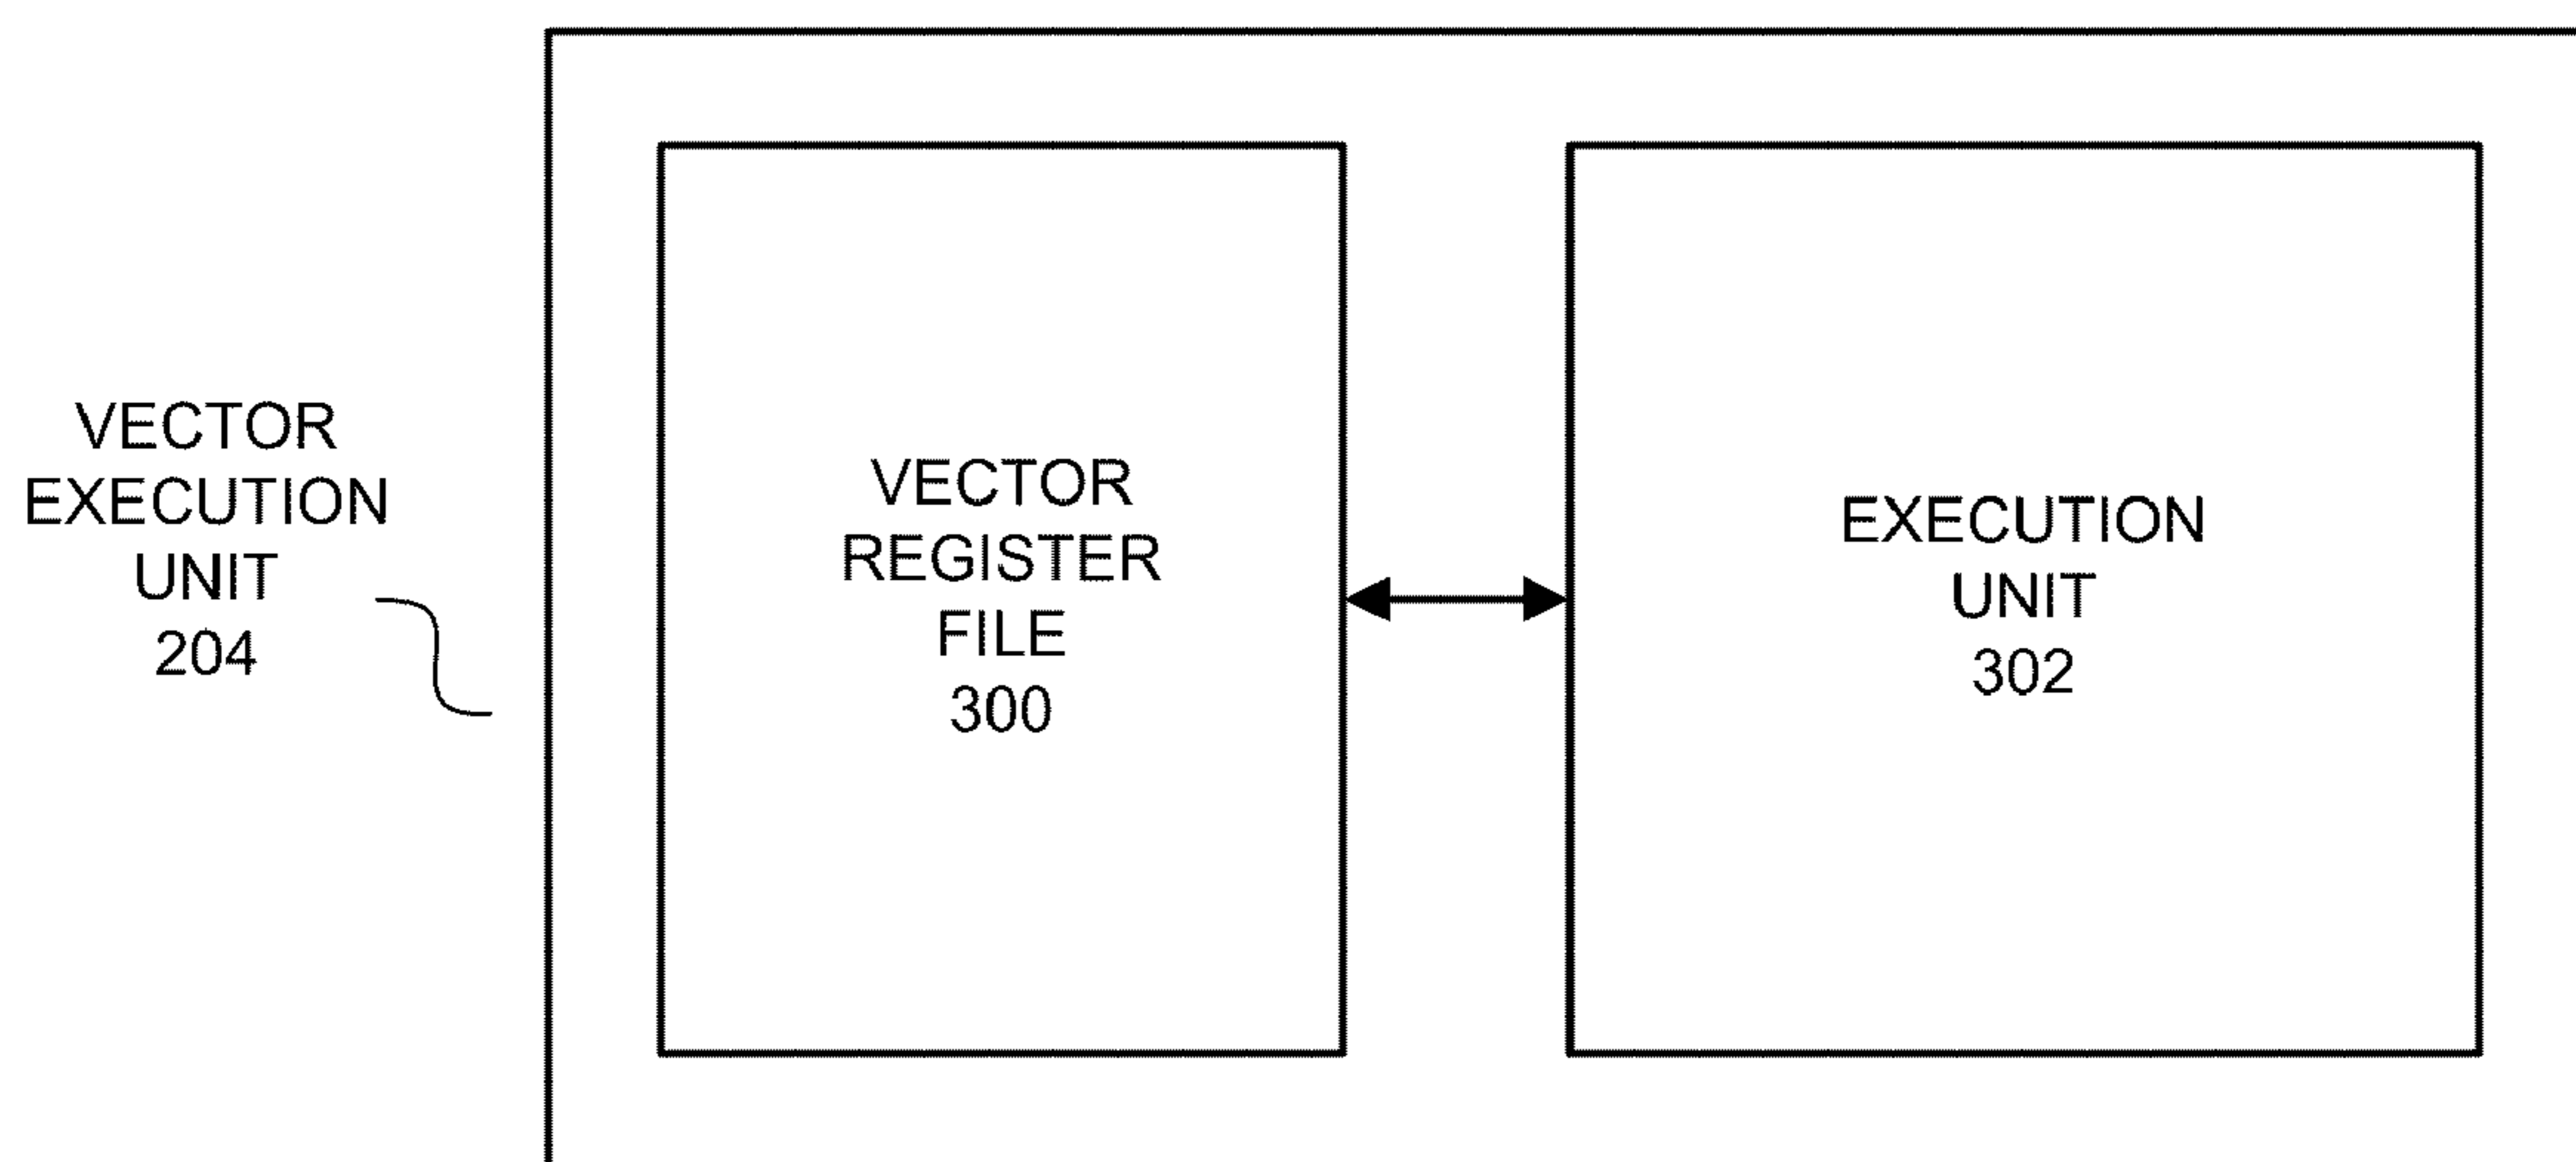 VECTOR
EXECUTION
UNIT
204
VECTOR
REGISTER
FILE
300
EXECUTION
UNIT
302